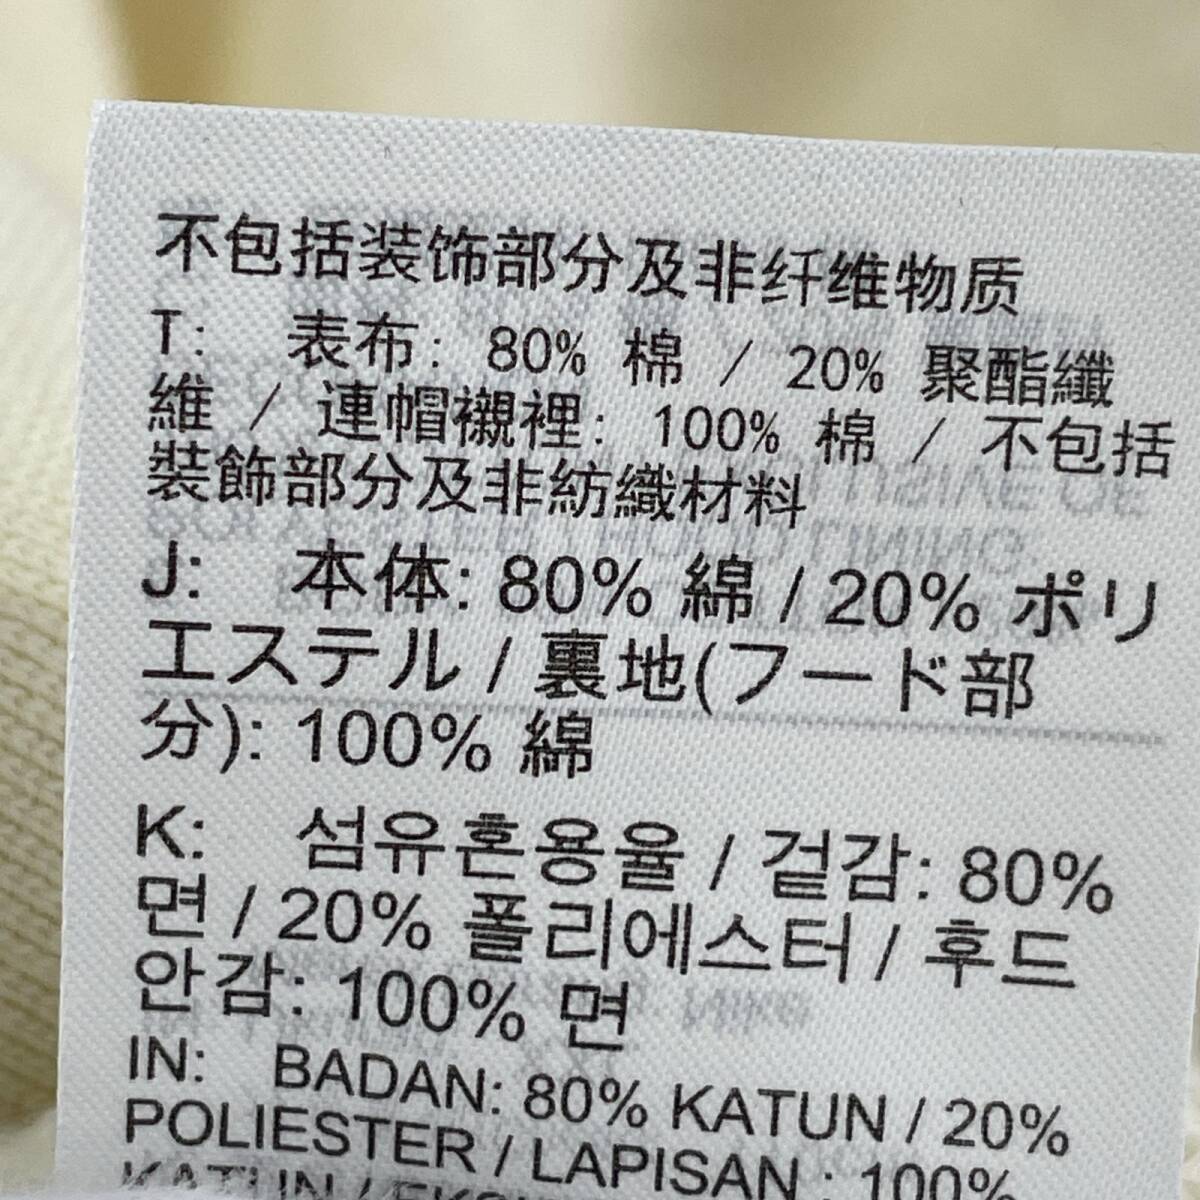 不包括装饰部分及非纤维物质
T: 表布: 80% 棉 / 20% 聚酯纖
維 / 連帽襯裡: 100% 棉 / 不包括
裝飾部分及非紡織材料
J: 本体: 80% 綿 / 20% ポリ
エステル / 裏地(フード部
分): 100% 綿
K: 섬유혼용율 / 겉감: 80%
면 / 20% 폴리에스터 / 후드
안감: 100% 면
IN: BADAN: 80% KATUN / 20%
POLIESTER / LAPISAN : 100%
KATUN /